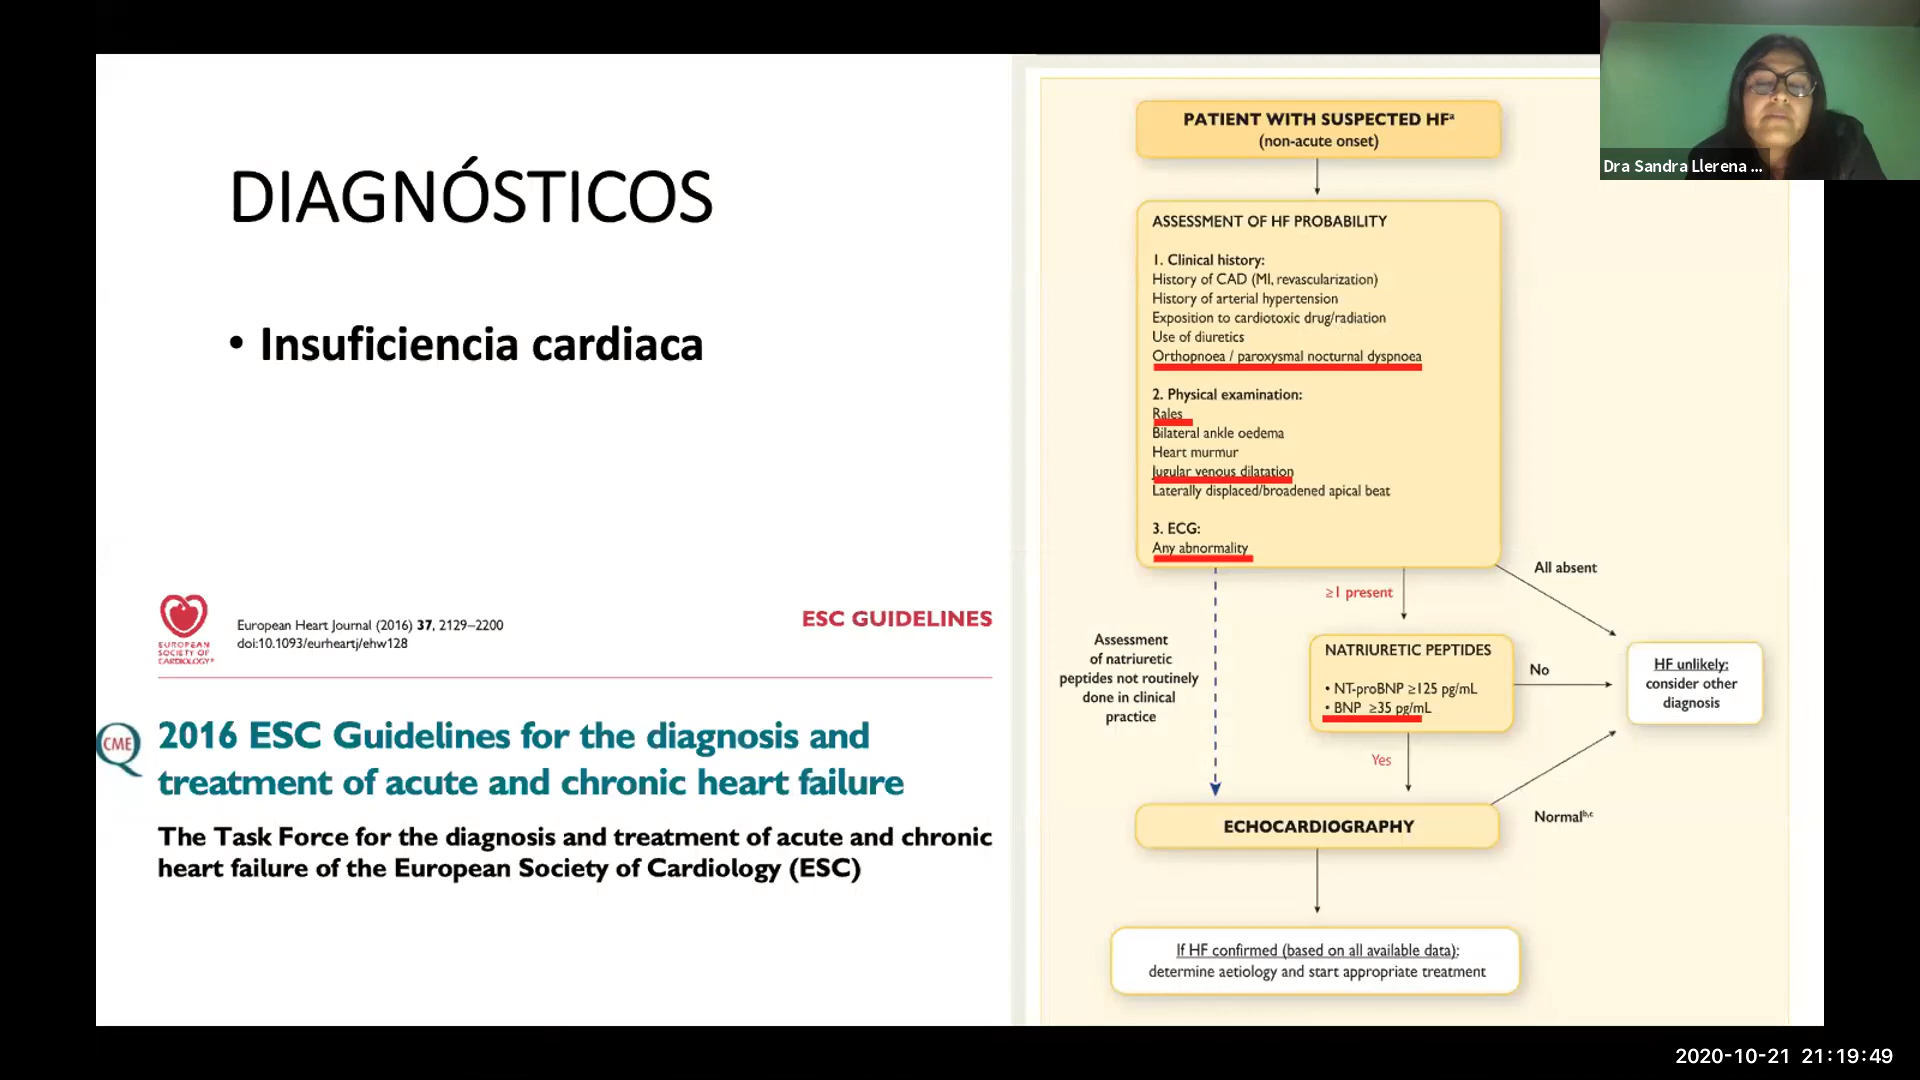 DIAGNÓSTICOS
• Insuficiencia cardiaca
EUROPEAN
SOCIETY OF
CARDIOLOGY®
European Heart Journal (2016) 37, 2129–2200
doi:10.1093/eurheartj/ehw128
ESC GUIDELINES
CME
2016 ESC Guidelines for the diagnosis and
treatment of acute and chronic heart failure
The Task Force for the diagnosis and treatment of acute and chronic
heart failure of the European Society of Cardiology (ESC)
PATIENT WITH SUSPECTED HFa
(non-acute onset)
ASSESSMENT OF HF PROBABILITY
1. Clinical history:
History of CAD (MI, revascularization)
History of arterial hypertension
Exposition to cardiotoxic drug/radiation
Use of diuretics
Orthopnoea / paroxysmal nocturnal dyspnoea
2. Physical examination:
Rales
Bilateral ankle oedema
Heart murmur
Jugular venous dilatation
Laterally displaced/broadened apical beat
3. ECG:
Any abnormality
All absent
≥1 present
Assessment
of natriuretic
peptides not routinely
done in clinical
practice
NATRIURETIC PEPTIDES
• NT-proBNP ≥125 pg/mL
• BNP ≥35 pg/mL
No
HF unlikely:
consider other
diagnosis
Yes
Normalb,c
ECHOCARDIOGRAPHY
If HF confirmed (based on all available data):
determine aetiology and start appropriate treatment
Dra Sandra Llerena ...
2020-10-21 21:19:49